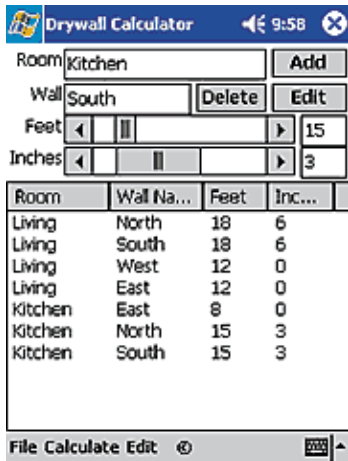 Drywall Calculator 9:58
Room Kitchen Add
Wall South Delete Edit
Feet 15
Inches 3
Room Wall Na... Feet Inc...
Living North 18 6
Living South 18 6
Living West 12 0
Living East 12 0
Kitchen East 8 0
Kitchen North 15 3
Kitchen South 15 3
File Calculate Edit